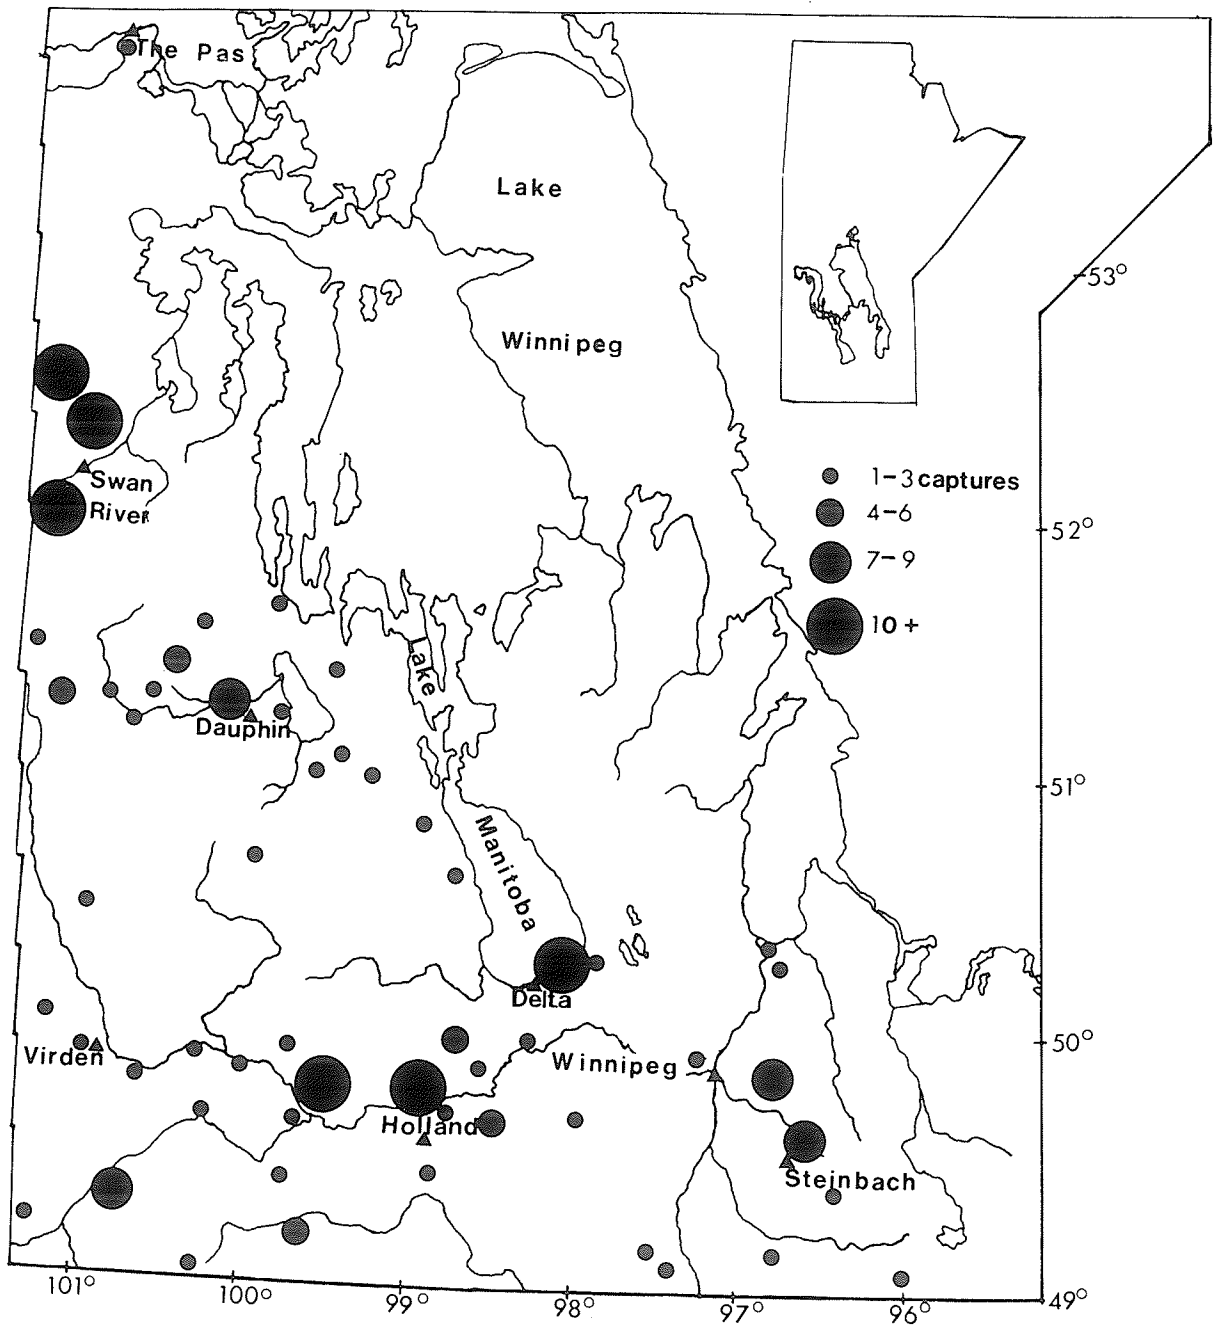 The Pas
Lake
Winnipeg
53°
Swan
River
1-3 captures
4-6
7-9
10+
52°
Lake
Manitoba
Dauphin
51°
Delta
Virden
Winnipeg
50°
Holland
Steinbach
49°
101°
100°
99°
98°
97°
96°